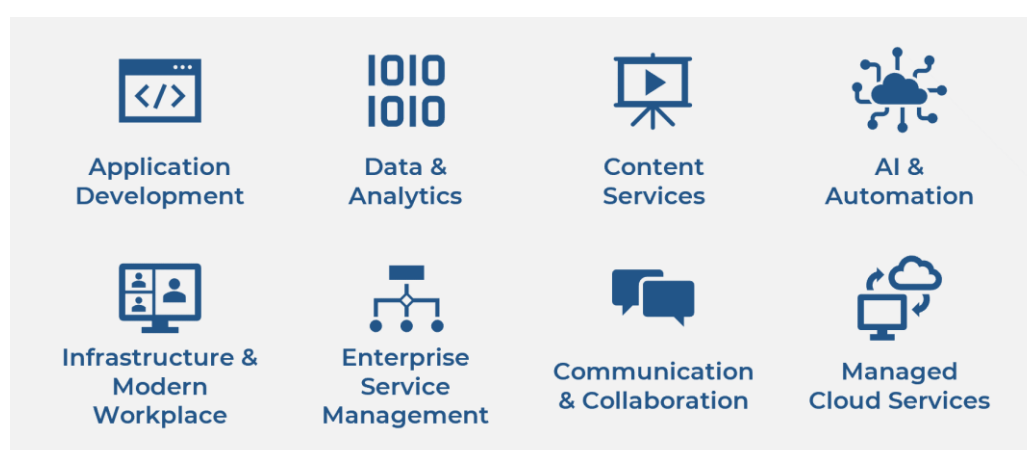 1010
1010
Application
Development
Data &
Analytics
Content
Services
AI &
Automation
Infrastructure &
Modern
Workplace
Enterprise
Service
Management
Communication
& Collaboration
Managed
Cloud Services